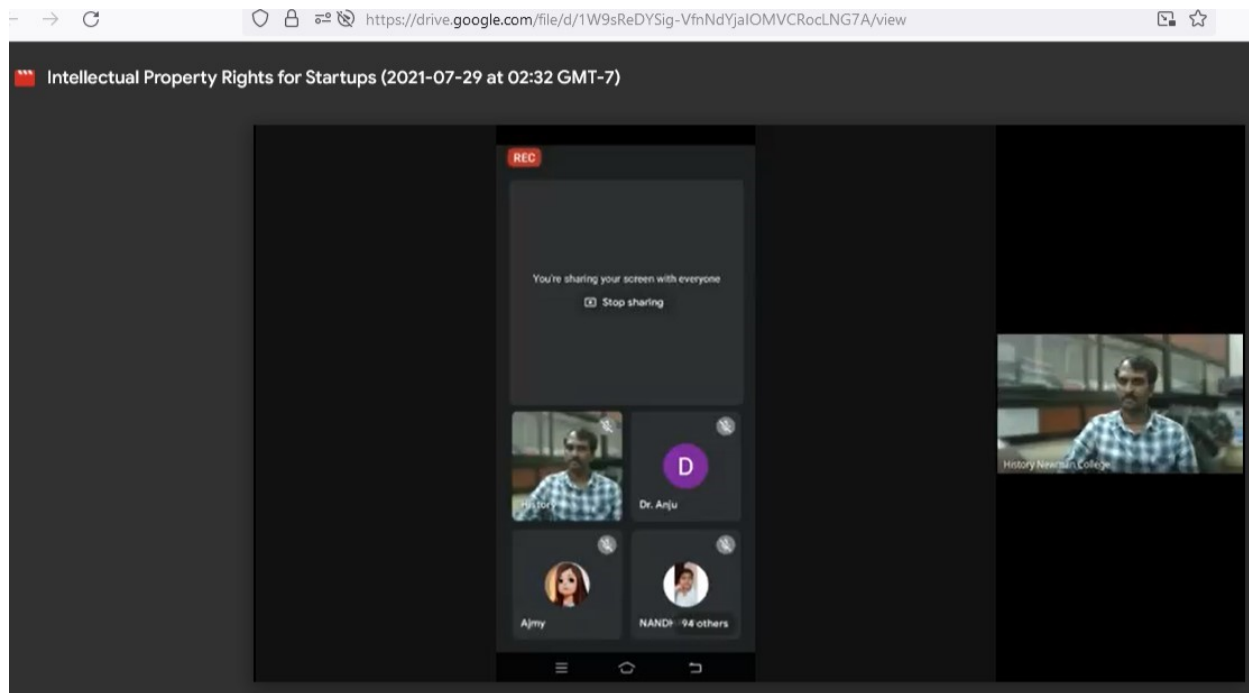 https://drive.google.com/file/d/1W9sReDYSig-VfnNdYjaIOMVCRocLNG7A/view
Intellectual Property Rights for Startups (2021-07-29 at 02:32 GMT-7)
REC
You're sharing your screen with everyone
Stop sharing
History
D
Dr. Anju
Ajmy
NANDH 94 others
History Newman College